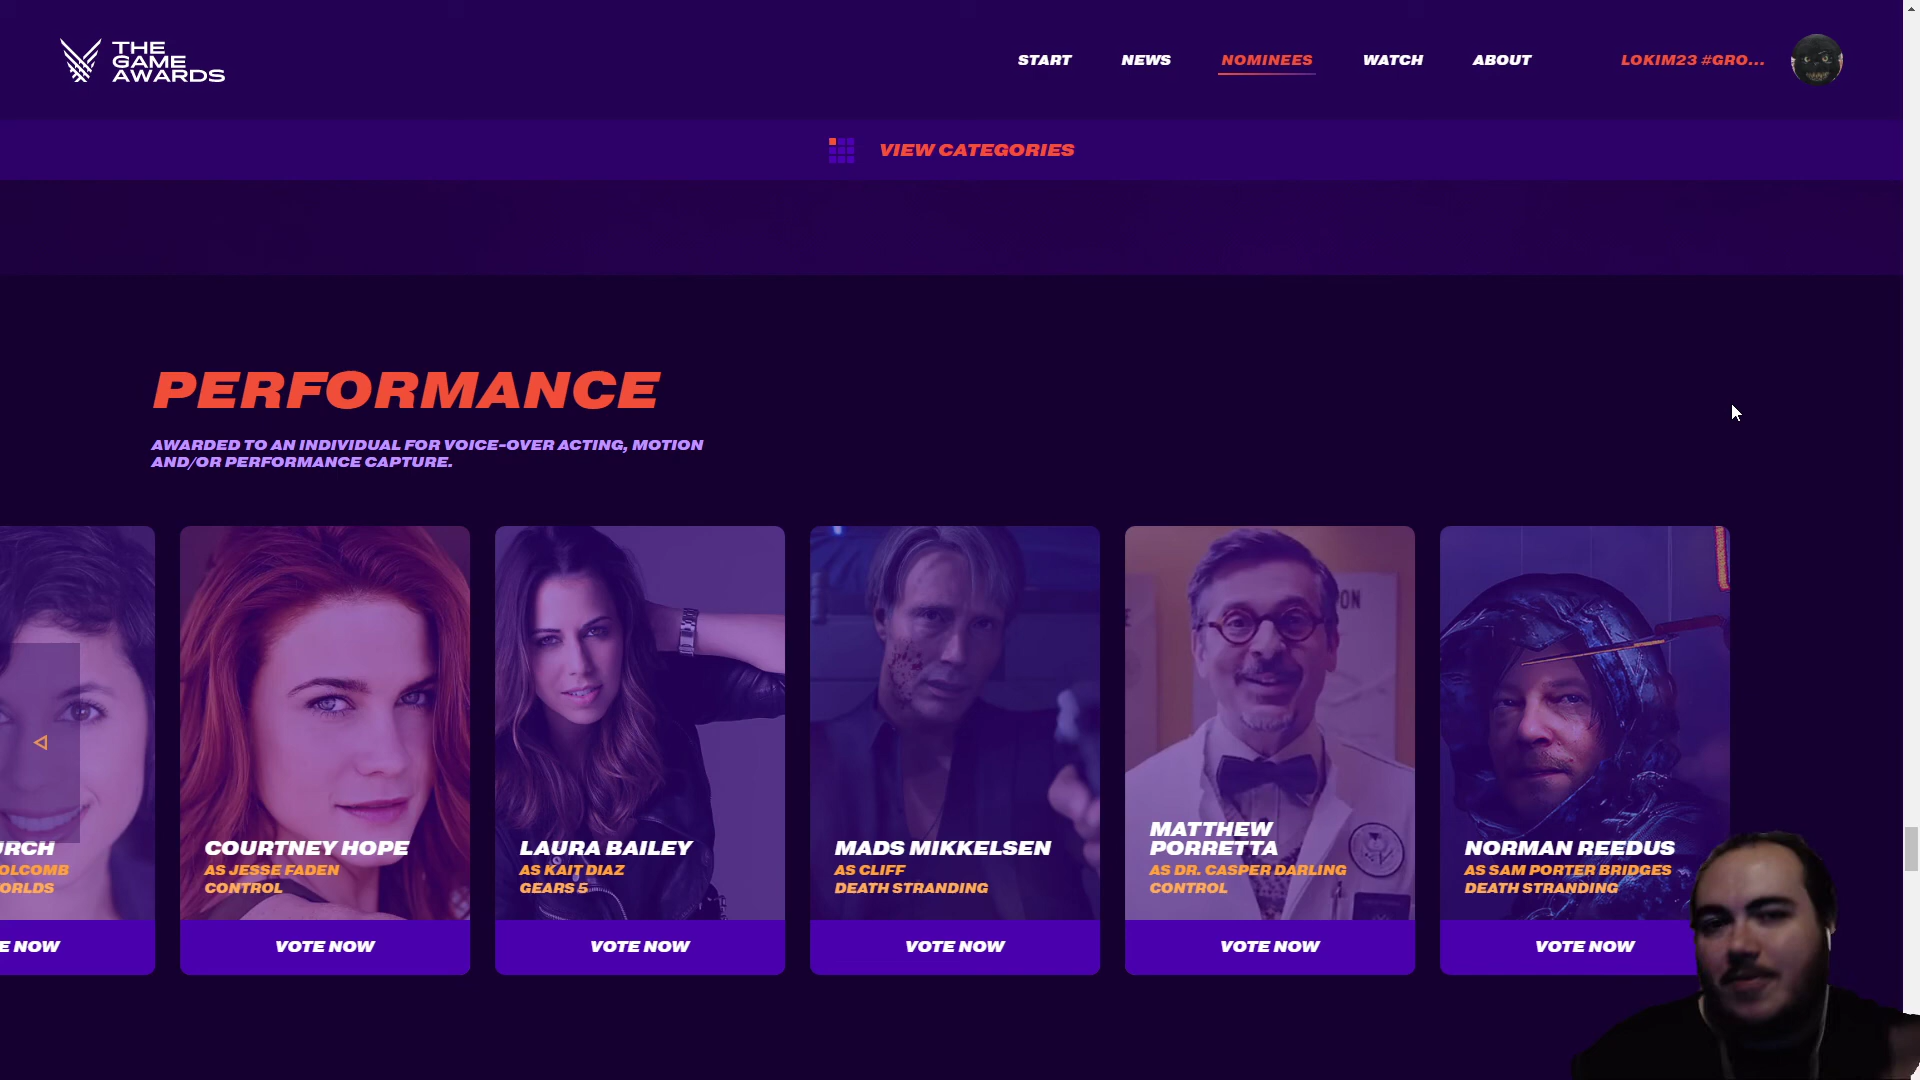 THE
GAME
AWARDS
START
NEWS
NOMINEES
WATCH
ABOUT
LOKIM23 #GRO...
VIEW CATEGORIES
PERFORMANCE
AWARDED TO AN INDIVIDUAL FOR VOICE-OVER ACTING, MOTION
AND/OR PERFORMANCE CAPTURE.
URCH
OLCOMB
ORLDS
E NOW
COURTNEY HOPE
AS JESSE FADEN
CONTROL
VOTE NOW
LAURA BAILEY
AS KAIT DIAZ
GEARS 5
VOTE NOW
MADS MIKKELSEN
AS CLIFF
DEATH STRANDING
VOTE NOW
ON
MATTHEW
PORRETTA
AS DR. CASPER DARLING
CONTROL
VOTE NOW
NORMAN REEDUS
AS SAM PORTER BRIDGES
DEATH STRANDING
VOTE NOW